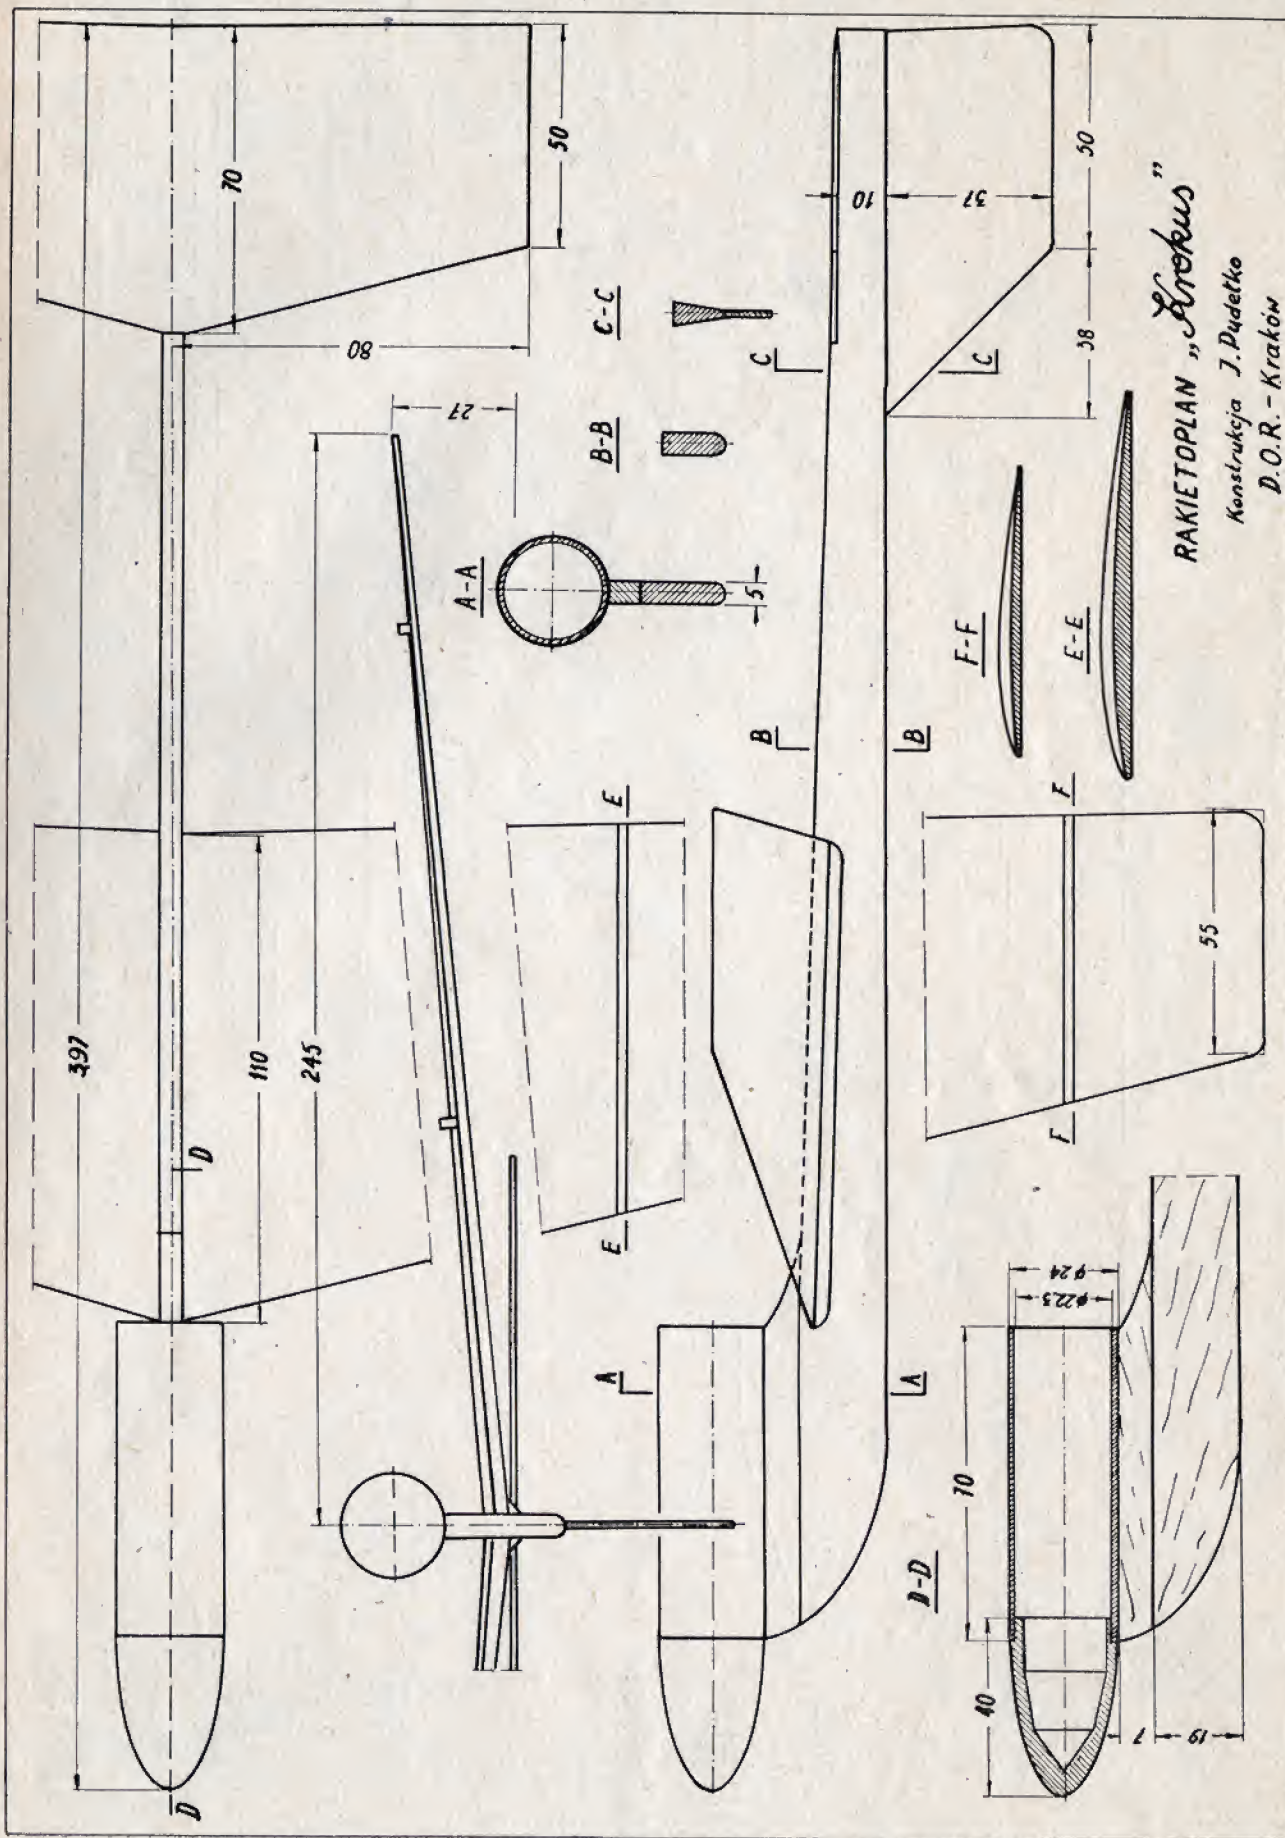 D
397
70
50
D
110
80
245
27
A-A
B-B
C-C
5
E
E
A
B
C
10
37
50
38
A
B
C
D-D
40
70
ø22,3
ø24
7
19
F
F
55
F-F
E-E
RAKIETOPLAN „Krokus”
Konstrukcja J. Pudełko
D.O.R. - Kraków